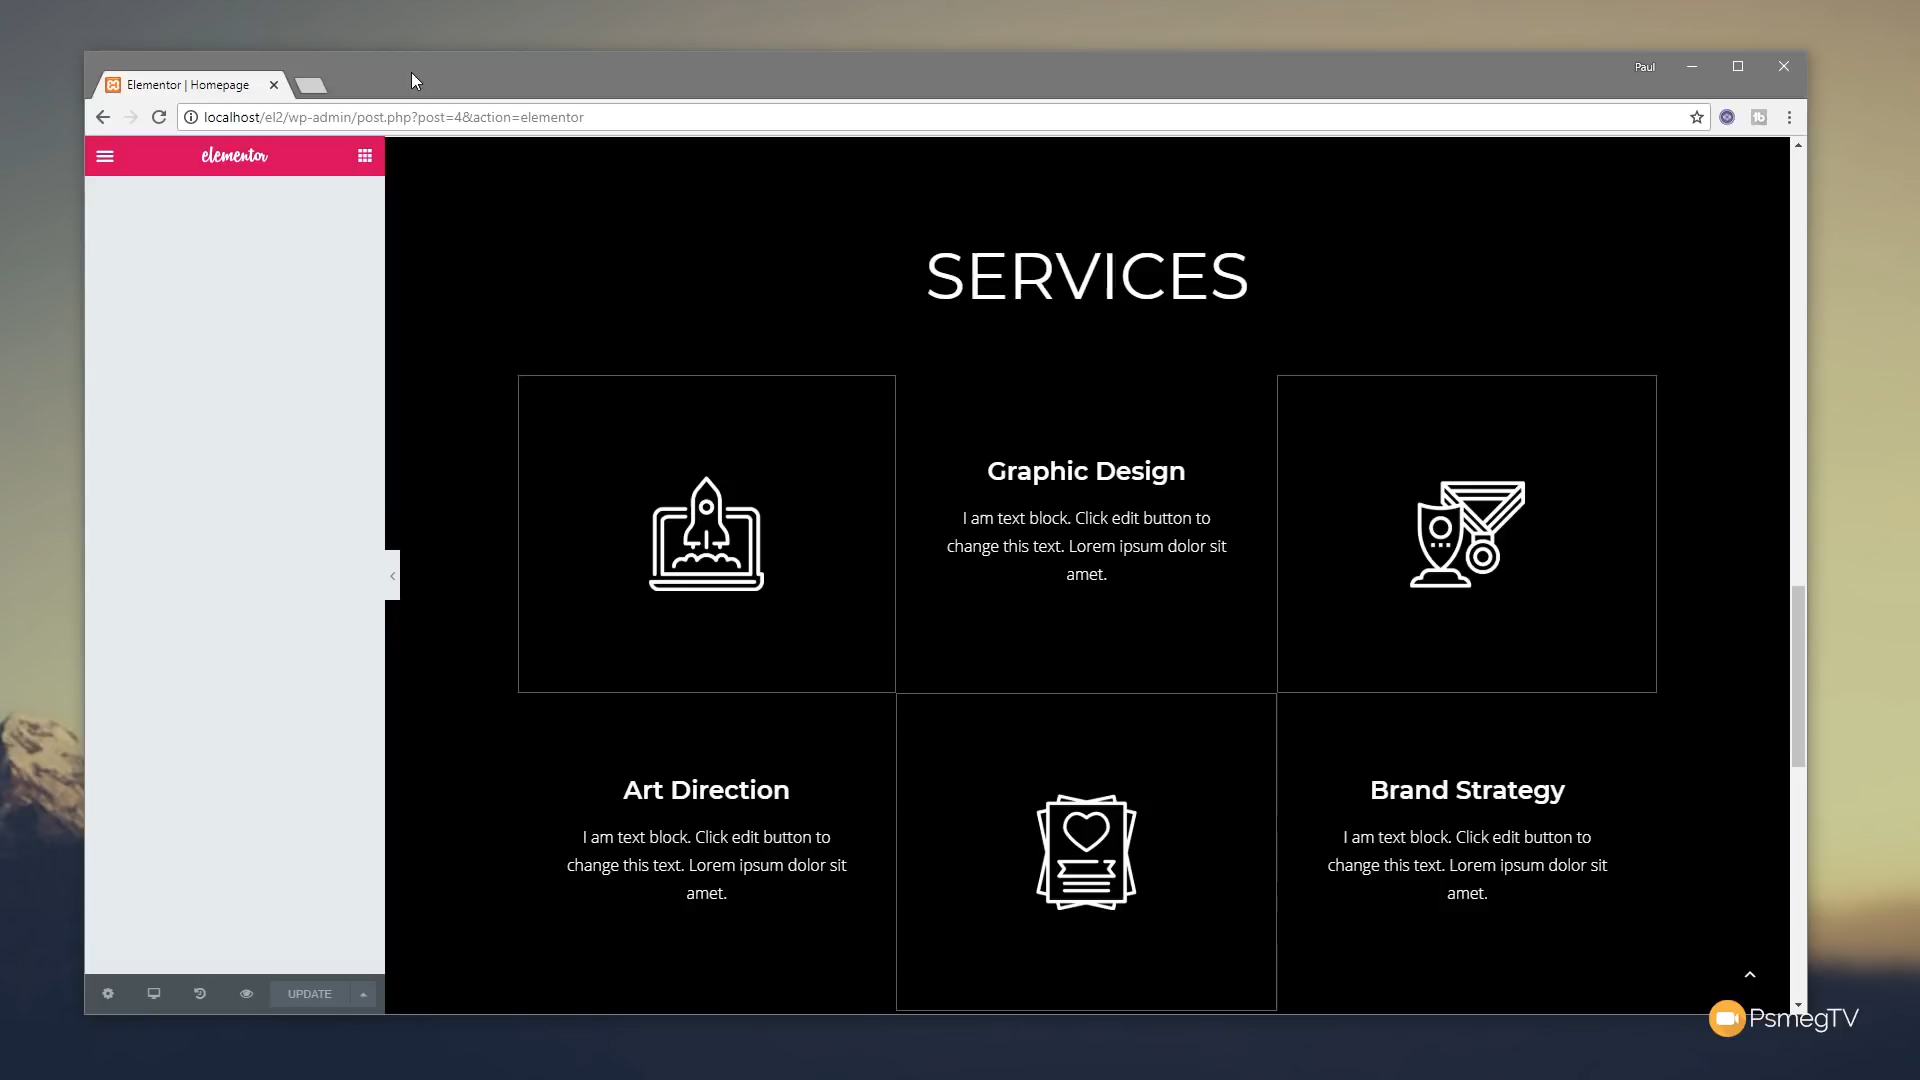 Paul
Elementor | Homepage
localhost/el2/wp-admin/post.php?post=4&action=elementor
elementor
SERVICES
Graphic Design
I am text block. Click edit button to
change this text. Lorem ipsum dolor sit
amet.
Art Direction
I am text block. Click edit button to
change this text. Lorem ipsum dolor sit
amet.
Brand Strategy
I am text block. Click edit button to
change this text. Lorem ipsum dolor sit
amet.
UPDATE
PsmegTV